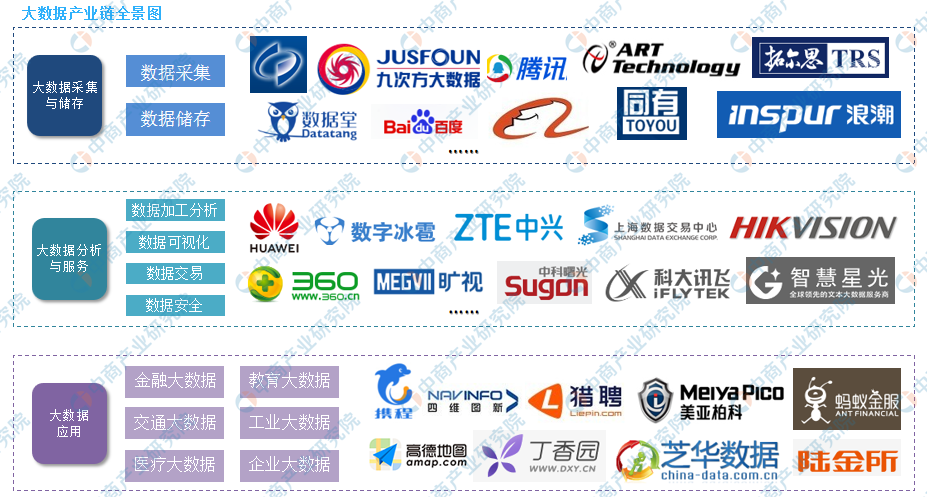 大数据产业链全景图
大数据采集
与储存
数据采集
数据储存
JUSFOUN
九次方大数据
腾讯
ART
Technology
拓尔思 TRS
数据堂
Datatang
Bai du 百度
同有
TOYOU
inspur 浪潮
......
大数据分析
与服务
数据加工分析
数据可视化
数据交易
数据安全
HUAWEI
数字冰雹
ZTE中兴
上海数据交易中心
SHANGHAI DATA EXCHANGE CORP.
HIKVISION
360
www.360.cn
MEGVII 旷视
中科曙光
Sugon
科大讯飞
iFLYTEK
智慧星光
全球领先的文本大数据服务商
......
大数据
应用
金融大数据
教育大数据
交通大数据
工业大数据
医疗大数据
企业大数据
携程
NAVINFO
四维图新
猎聘
Liepin.com
MEIYA PICO
美亚柏科
蚂蚁金服
ANT FINANCIAL
高德地图
amap.com
丁香园
WWW.DXY.CN
芝华数据
china-data.com.cn
陆金所
中商产业研究院